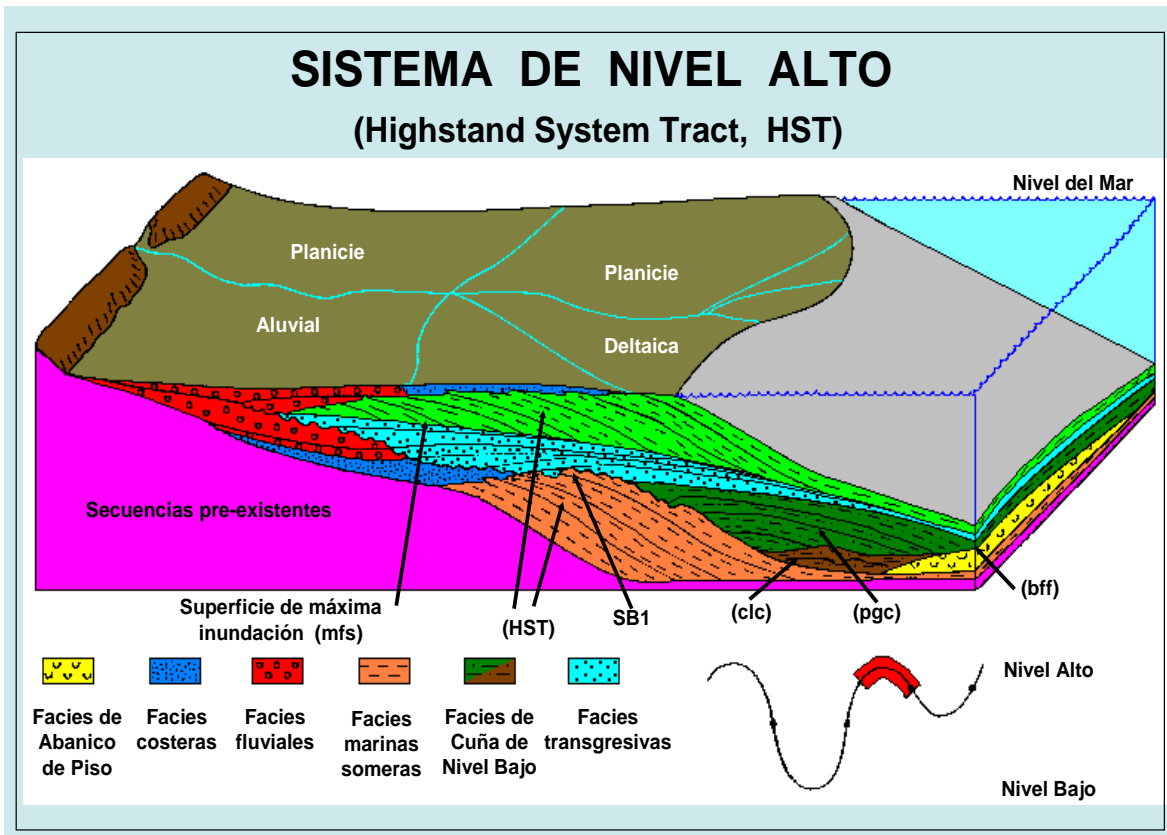 SISTEMA DE NIVEL ALTO
(Highstand System Tract, HST)
Nivel del Mar
Planicie
Planicie
Aluvial
Deltaica
Secuencias pre-existentes
(bff)
Superficie de máxima
inundación (mfs)
(HST)
SB1
(clc)
(pgc)
Facies de
Abanico
de Piso
Facies
costeras
Facies
fluviales
Facies
marinas
someras
Facies de
Cuña de
Nivel Bajo
Facies
transgresivas
Nivel Alto
Nivel Bajo